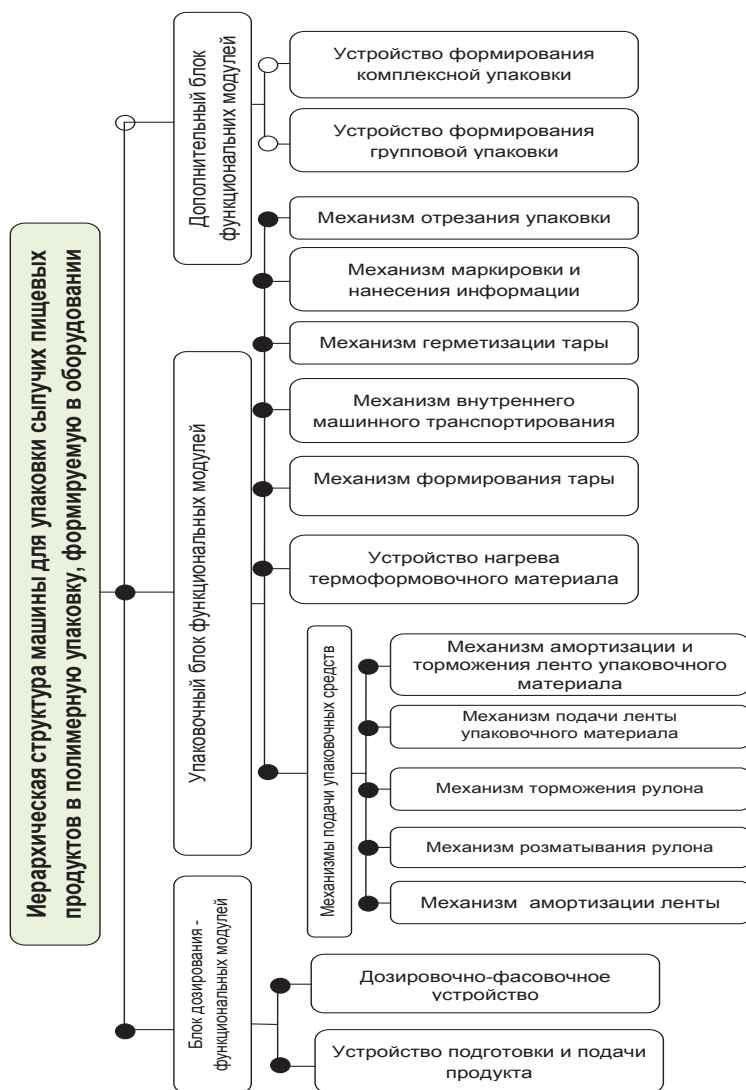 Иерархическая структура машины для упаковки сыпучих пищевых
продуктов в полимерную упаковку, формируемую в оборудовании
Дополнительный блок
функциональних модулей
Устройство формирования
комплексной упаковки
Устройство формирования
групповой упаковки
Упаковочный блок функциональных модулей
Механизм отрезания упаковки
Механизм маркировки и
нанесения информации
Механизм герметизации тары
Механизм внутреннего
машинного транспортирования
Механизм формирования тары
Устройство нагрева
термоформовочного материала
Механизмы подачи упаковочных средств
Механизм амортизации и
торможения ленто упаковочного
материала
Механизм подачи ленты
упаковочного материала
Механизм торможения рулона
Механизм розматывания рулона
Механизм амортизации ленты
Блок дозирования -
функциональных модулей
Дозировочно-фасовочное
устройство
Устройство подготовки и подачи
продукта